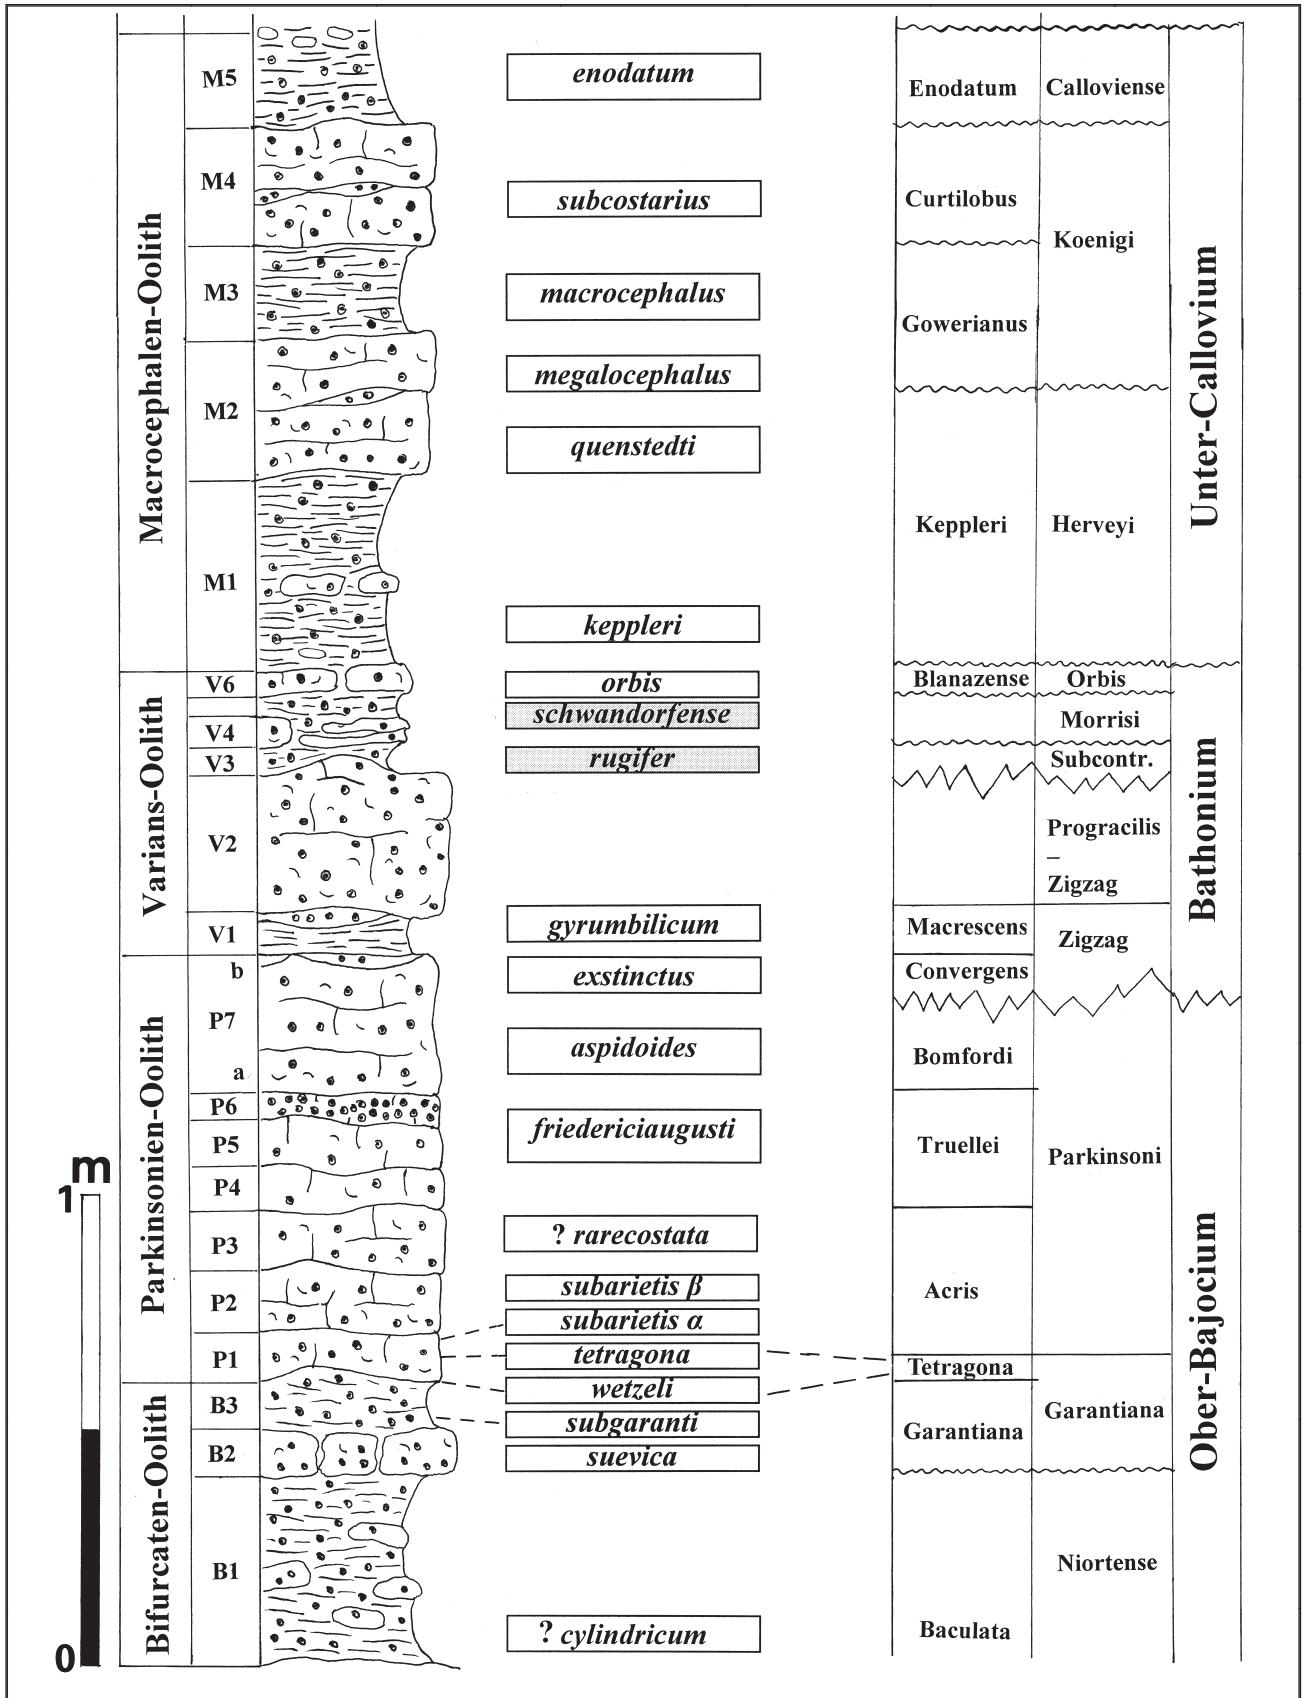 Macrocephalen-Oolith
Varians-Oolith
Parkinsonien-Oolith
Bifurcaten-Oolith
m
1
0
M5
M4
M3
M2
M1
V6
V4
V3
V2
V1
b
P7
a
P6
P5
P4
P3
P2
P1
B3
B2
B1
enodatum
subcostarius
macrocephalus
megalocephalus
quenstedti
keppleri
orbis
schwandorfense
rugifer
gyrumbilicum
exstinctus
aspidoides
friedericiaugusti
? rarecostata
subarietis β
subarietis α
tetragona
wetzeli
subgaranti
suevica
? cylindricum
Enodatum
Curtilobus
Gowerianus
Keppleri
Blanazense
Macrescens
Convergens
Bomfordi
Truellei
Acris
Tetragona
Garantiana
Baculata
Calloviense
Koenigi
Herveyi
Orbis
Morrisi
Subcontr.
Progracilis
–
Zigzag
Zigzag
Parkinsoni
Garantiana
Niortense
Unter-Callovium
Bathonium
Ober-Bajocium